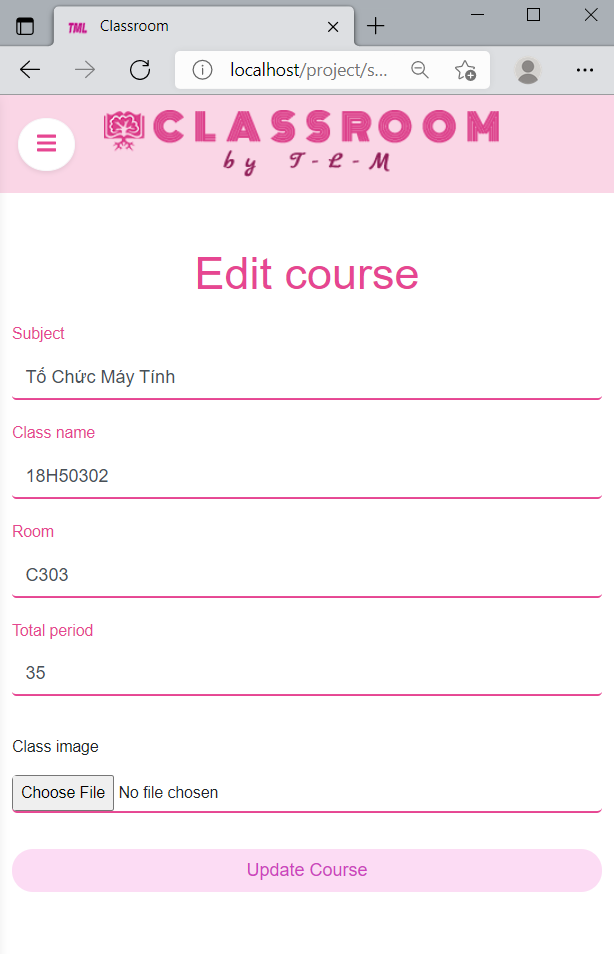 TML Classroom
localhost/project/s...
CLASSROOM
by T-L-M
Edit course
Subject
Tổ Chức Máy Tính
Class name
18H50302
Room
C303
Total period
35
Class image
Choose File No file chosen
Update Course